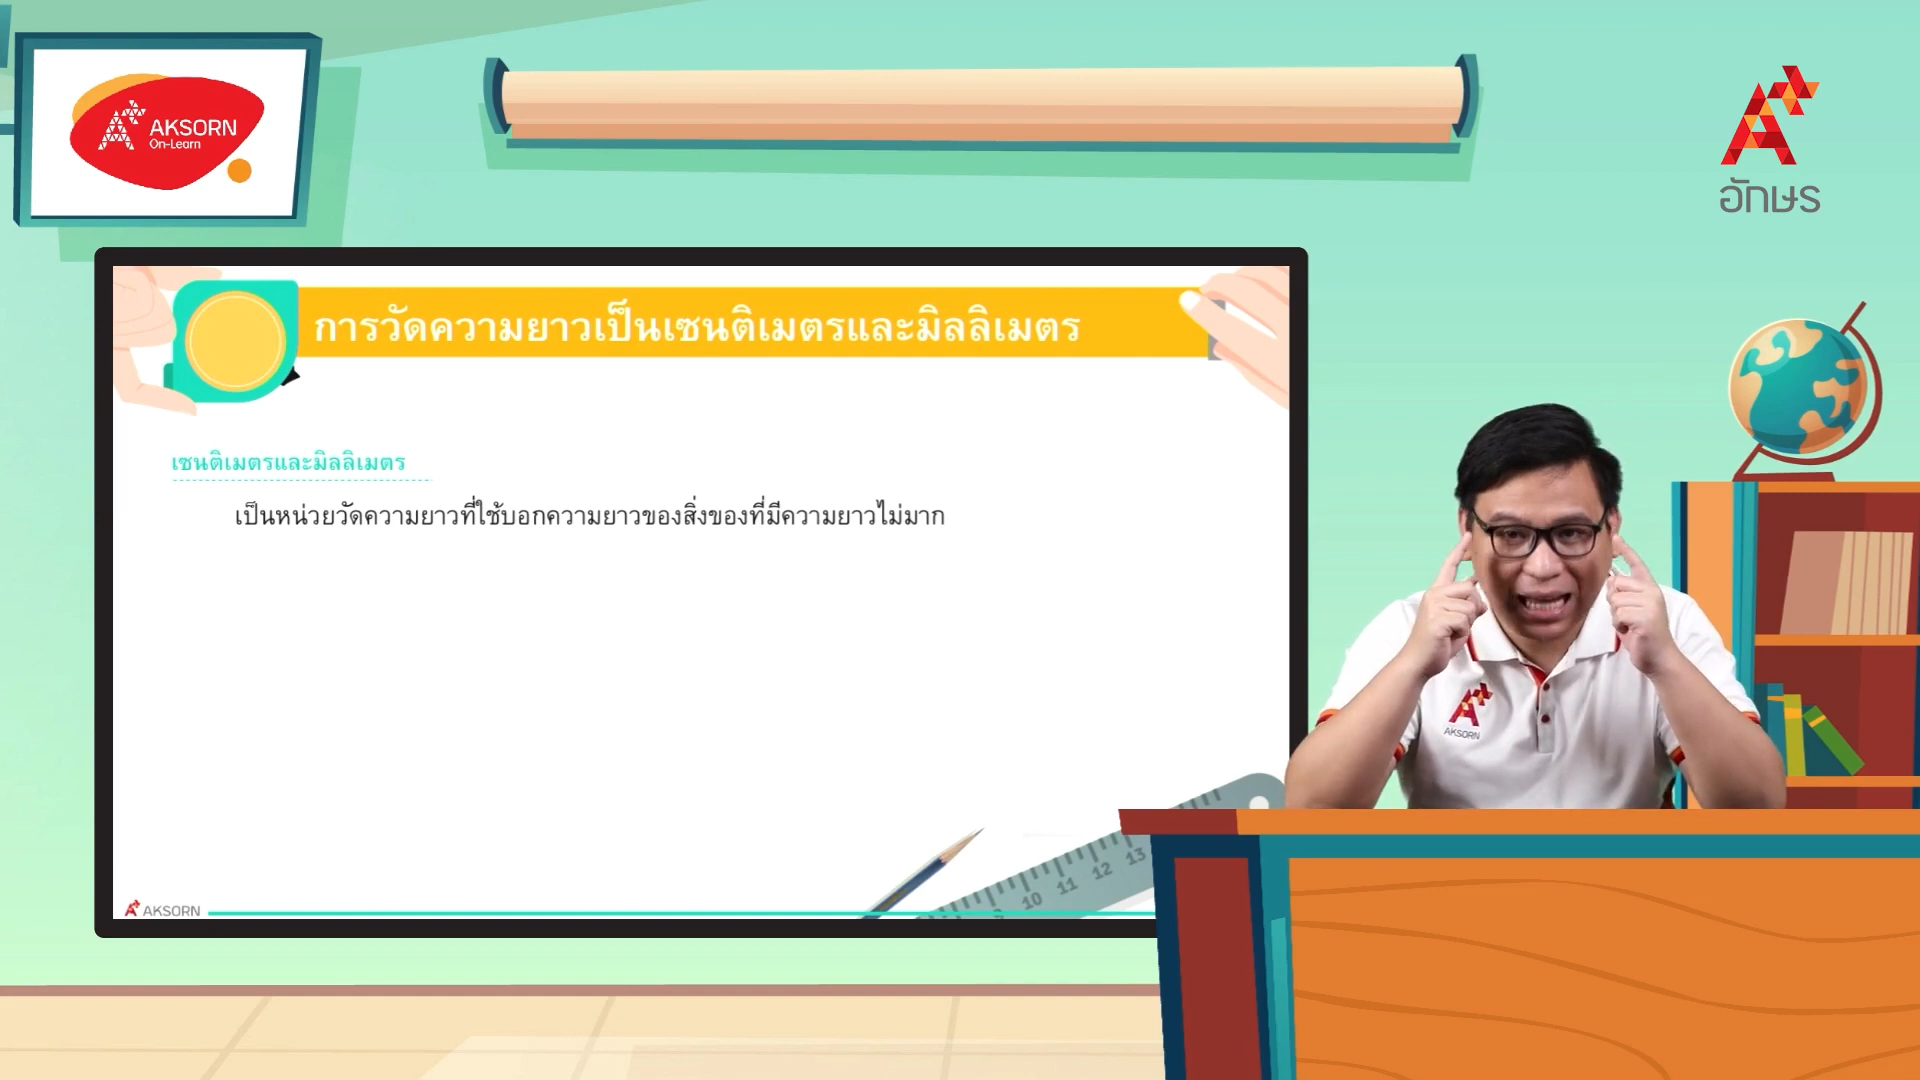 AKSORN
On-Learn
อักษร
การวัดความยาวเป็นเซนติเมตรและมิลลิเมตร
เซนติเมตรและมิลลิเมตร
เป็นหน่วยวัดความยาวที่ใช้บอกความยาวของสิ่งของที่มีความยาวไม่มาก
AKSORN
10 11 12 13
AKSORN